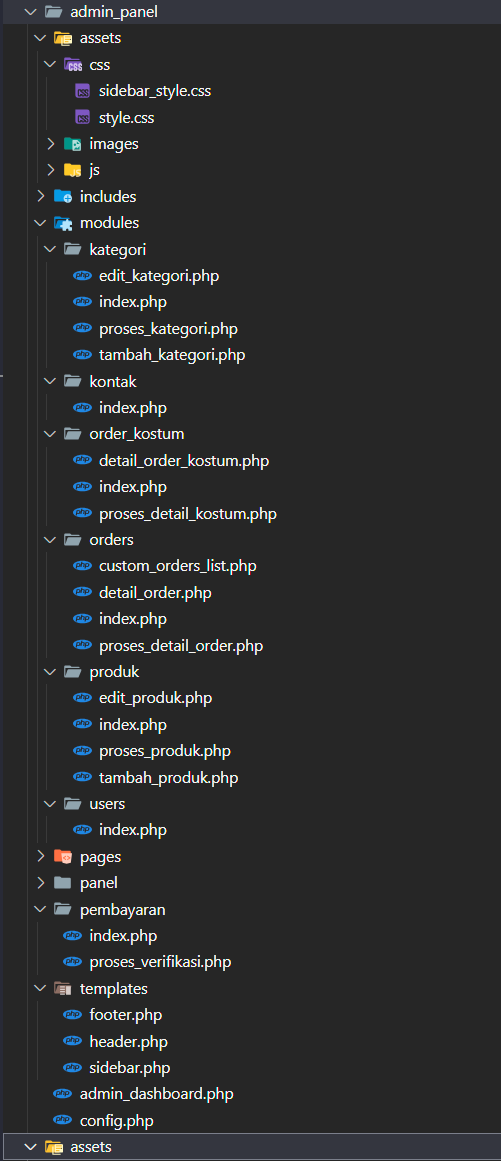 admin_panel
assets
css
sidebar_style.css
style.css
images
js
includes
modules
kategori
edit_kategori.php
index.php
proses_kategori.php
tambah_kategori.php
kontak
index.php
order_kostum
detail_order_kostum.php
index.php
proses_detail_kostum.php
orders
custom_orders_list.php
detail_order.php
index.php
proses_detail_order.php
produk
edit_produk.php
index.php
proses_produk.php
tambah_produk.php
users
index.php
pages
panel
pembayaran
index.php
proses_verifikasi.php
templates
footer.php
header.php
sidebar.php
admin_dashboard.php
config.php
assets